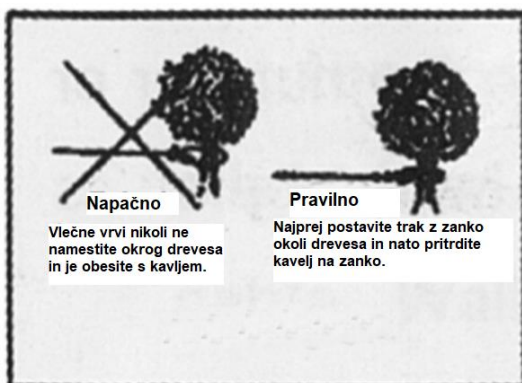 Napačno
Vlečne vrvi nikoli ne
namestite okrog drevesa
in je obesite s kavljem.
Pravilno
Najprej postavite trak z zanko
okoli drevesa in nato pritrdite
kavelj na zanko.